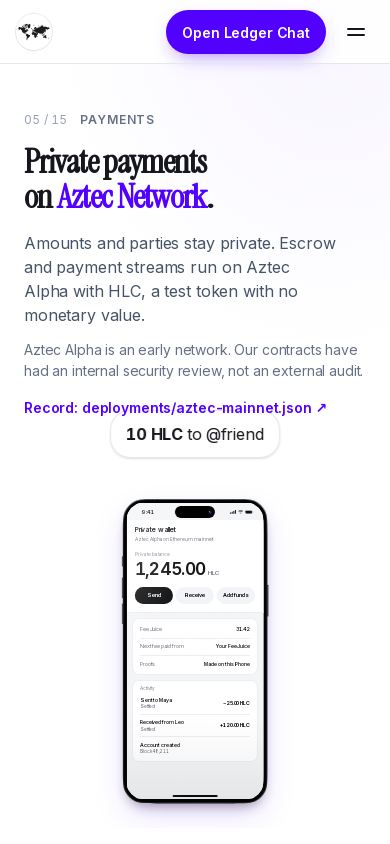 Open Ledger Chat
05 / 15 PAYMENTS
Private payments
on Aztec Network.
Amounts and parties stay private. Escrow
and payment streams run on Aztec
Alpha with HLC, a test token with no
monetary value.
Aztec Alpha is an early network. Our contracts have
had an internal security review, not an external audit.
Record: deployments/aztec-mainnet.json ↗
10 HLC to @friend
9:41
Private wallet
Aztec Alpha on Ethereum mainnet
Private balance
1,245.00 HLC
Send Receive Add funds
Fee Juice 31.42
Next fee paid from Your Fee Juice
Proofs Made on this Phone
Activity
Sent to Maya −25.00 HLC
Settled
Received from Leo +120.00 HLC
Settled
Account created
Block 48,211